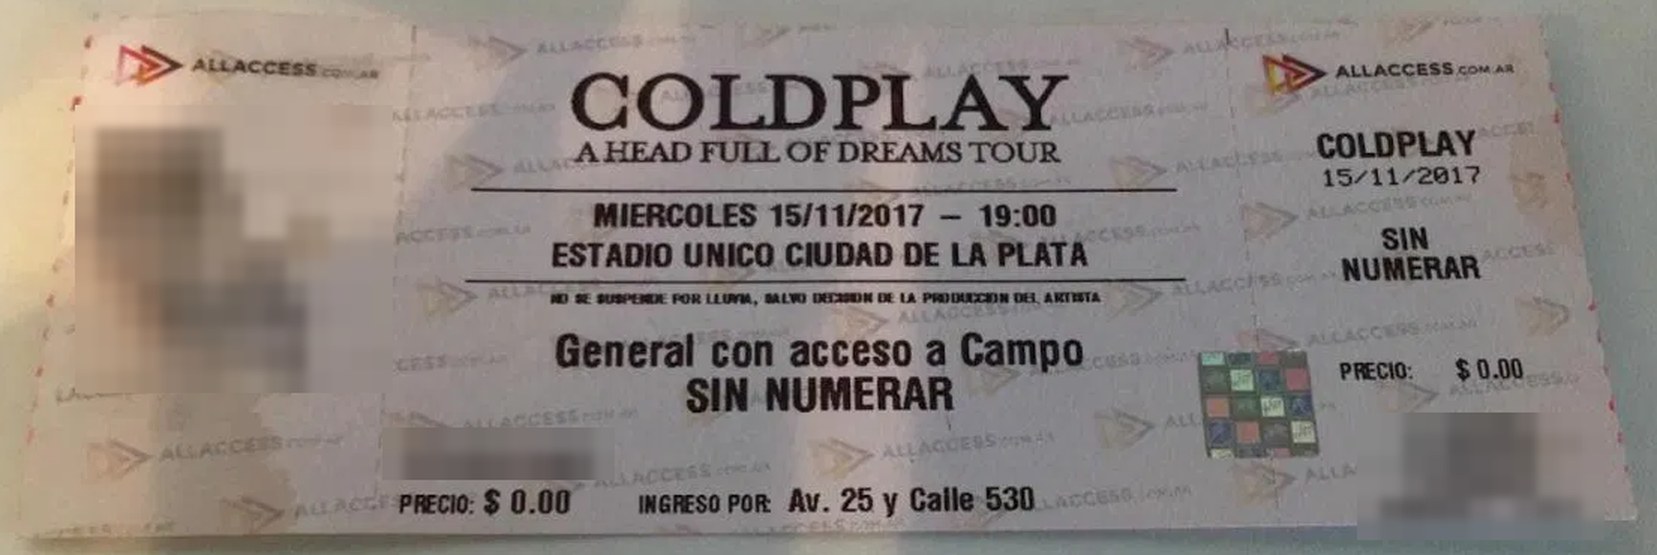 ALLACCESS.COM.AR
COLDPLAY
A HEAD FULL OF DREAMS TOUR
MIERCOLES 15/11/2017 – 19:00
ESTADIO UNICO CIUDAD DE LA PLATA
NO SE SUSPENDE POR LLUVIA, SALVO DECISION DE LA PRODUCCION DEL ARTISTA
General con acceso a Campo
SIN NUMERAR
PRECIO: $ 0.00 INGRESO POR: Av. 25 y Calle 530
ALLACCESS.COM.AR
COLDPLAY
15/11/2017
SIN
NUMERAR
PRECIO: $ 0.00